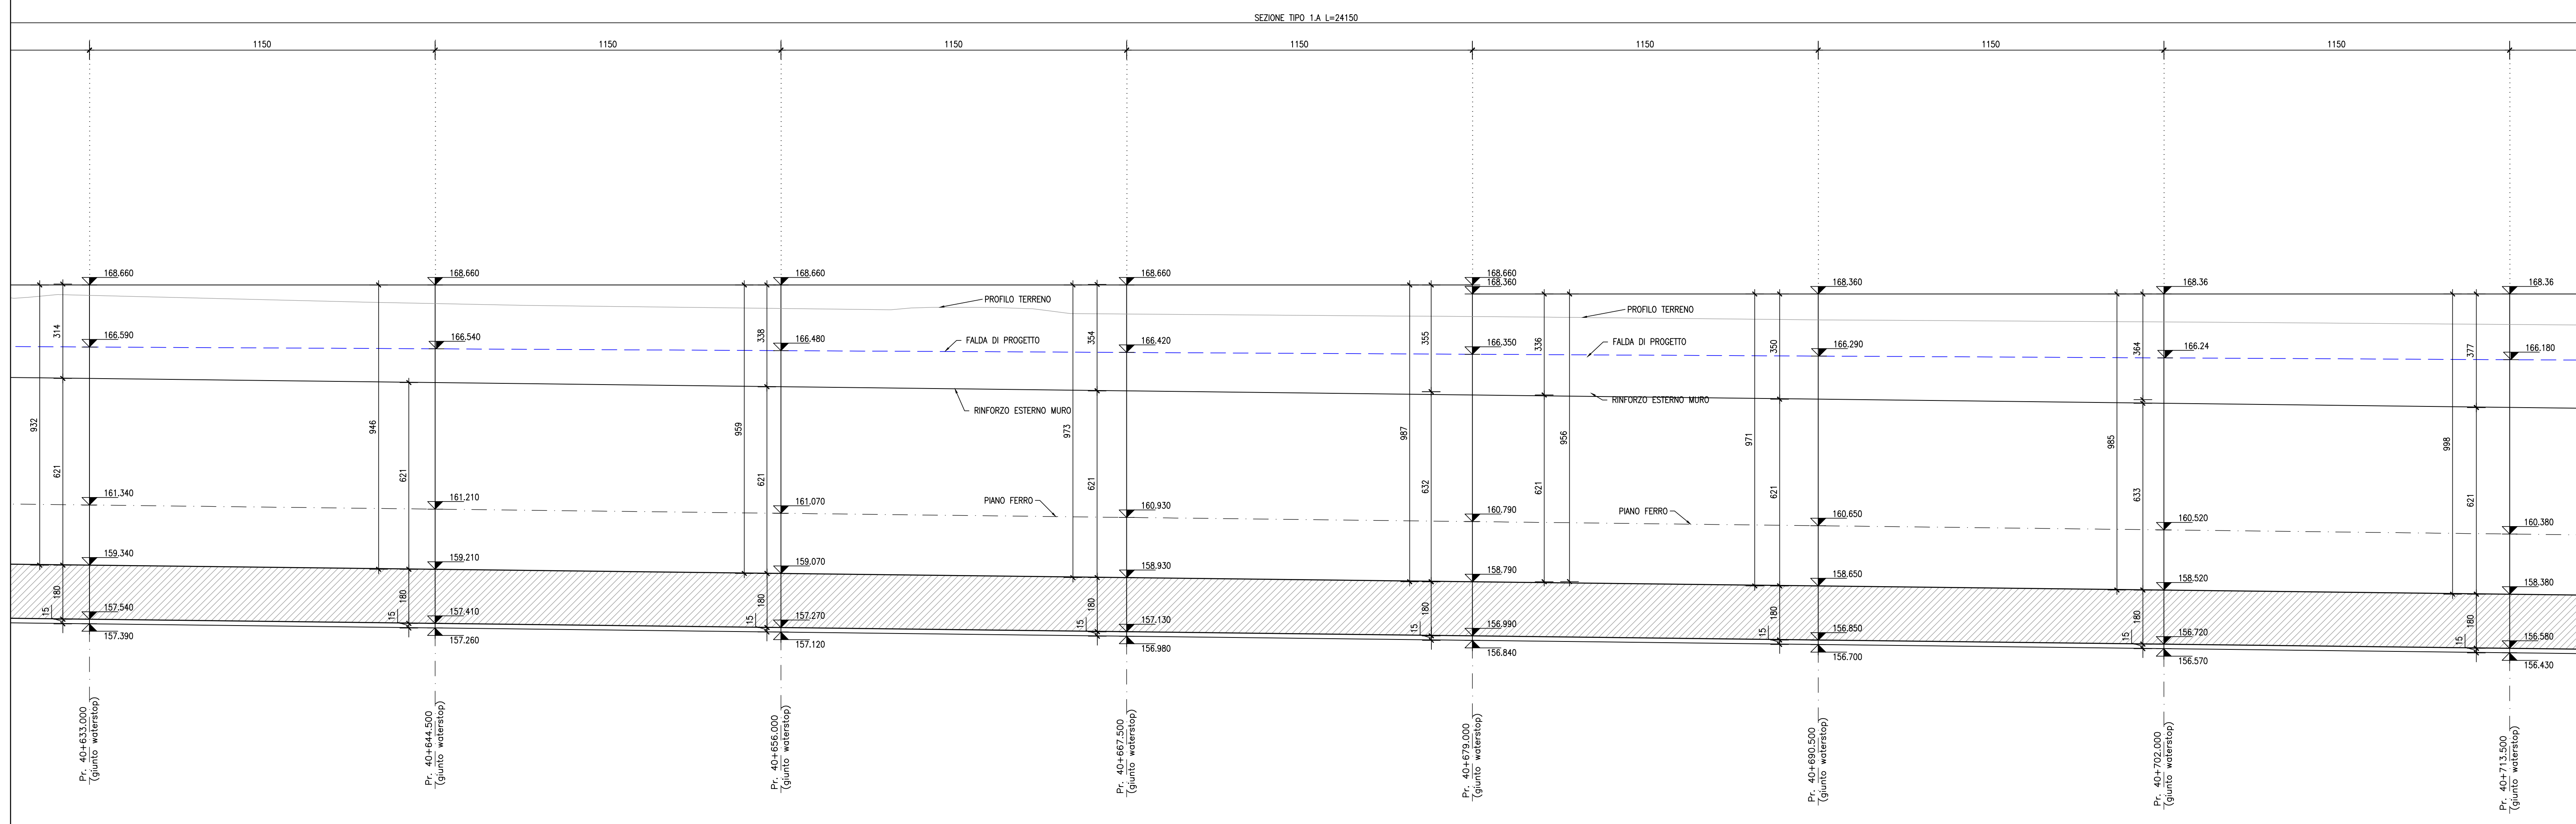 SEZIONE TIPO 1.A L=24150
1150 1150 1150 1150 1150 1150 1150
168.660 168.660 168.660 168.660 168.660
168.360 168.360 168.36 168.36
PROFILO TERRENO
PROFILO TERRENO
314 338 354 355 336 350 364 377
166.590 166.540 166.480 166.420 166.350 166.290 166.24 166.180
FALDA DI PROGETTO
FALDA DI PROGETTO
RINFORZO ESTERNO MURO
RINFORZO ESTERNO MURO
932 946 959 973 987 956 971 985 998
621 621 621 621 632 621 621 633 621
161.340 161.210 161.070 160.930 160.790 160.650 160.520 160.380
PIANO FERRO
PIANO FERRO
159.340 159.210 159.070 158.930 158.790 158.650 158.520 158.380
15 180 15 180 15 180 15 180 15 180 15 180 15 180 15 180
157.540 157.410 157.270 157.130 156.990 156.850 156.720 156.580
157.390 157.260 157.120 156.980 156.840 156.700 156.570 156.430
Pr. 40+633.000
(giunto waterstop)
Pr. 40+644.500
(giunto waterstop)
Pr. 40+656.000
(giunto waterstop)
Pr. 40+667.500
(giunto waterstop)
Pr. 40+679.000
(giunto waterstop)
Pr. 40+690.500
(giunto waterstop)
Pr. 40+702.000
(giunto waterstop)
Pr. 40+713.500
(giunto waterstop)